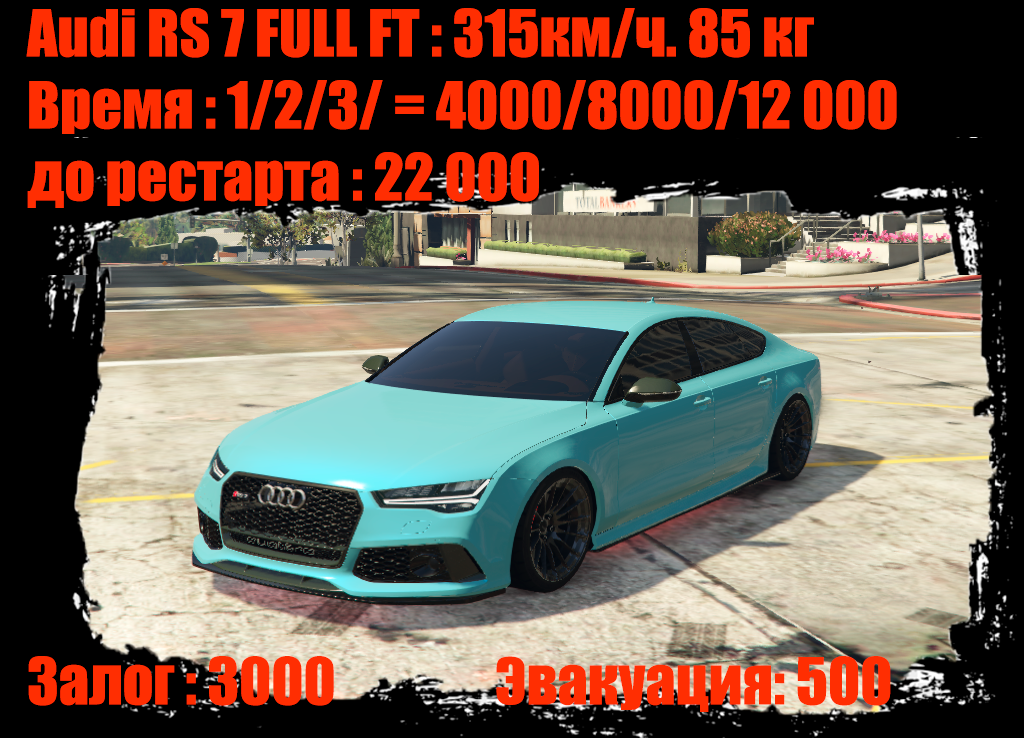 Audi RS 7 FULL FT : 315км/ч. 85 кг
Время : 1/2/3/ = 4000/8000/12 000
до рестарта : 22 000
Залог : 3000
Эвакуация: 500